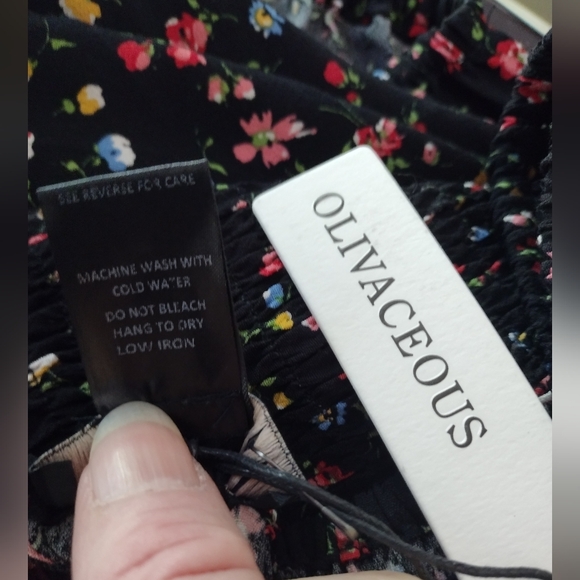 SEE REVERSE FOR CARE
MACHINE WASH WITH
COLD WATER
DO NOT BLEACH
HANG TO DRY
LOW IRON
OLIVACEOUS